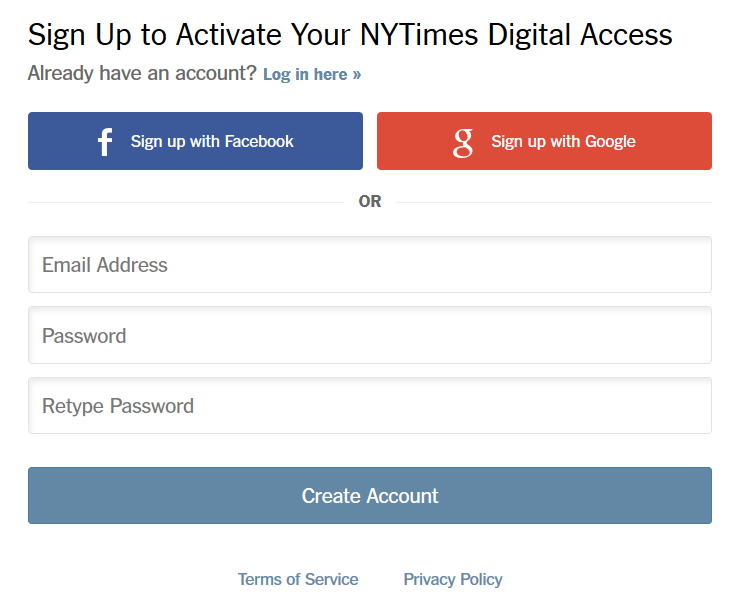 Sign Up to Activate Your NYTimes Digital Access
Already have an account? Log in here »
f Sign up with Facebook
g Sign up with Google
OR
Email Address
Password
Retype Password
Create Account
Terms of Service Privacy Policy